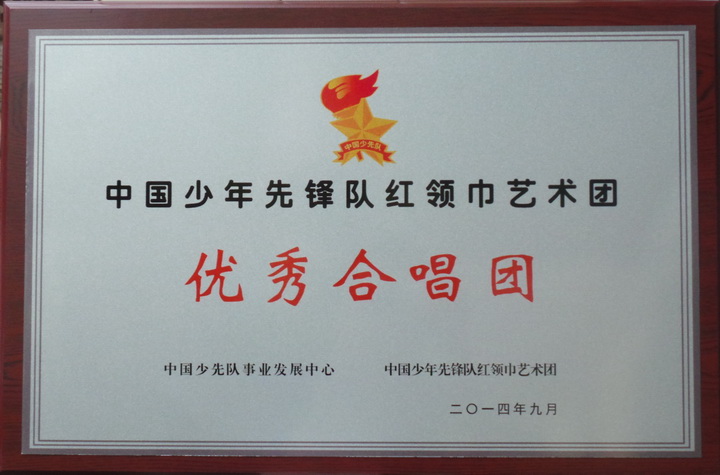 中国少先队
中国少年先锋队红领巾艺术团
优秀合唱团
中国少先队事业发展中心 中国少年先锋队红领巾艺术团
二〇一四年九月